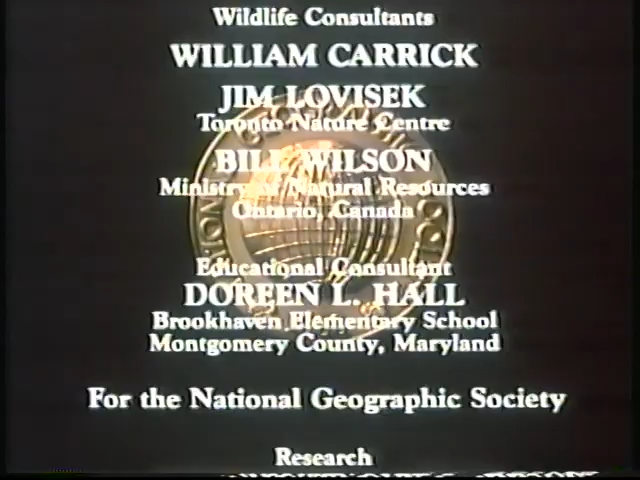 Wildlife Consultants
WILLIAM CARRICK
JIM LOVISEK
Toronto Nature Centre
BILL WILSON
Ministry of Natural Resources
Ontario, Canada
Educational Consultant
DOREEN L. HALL
Brookhaven Elementary School
Montgomery County, Maryland
For the National Geographic Society
Research